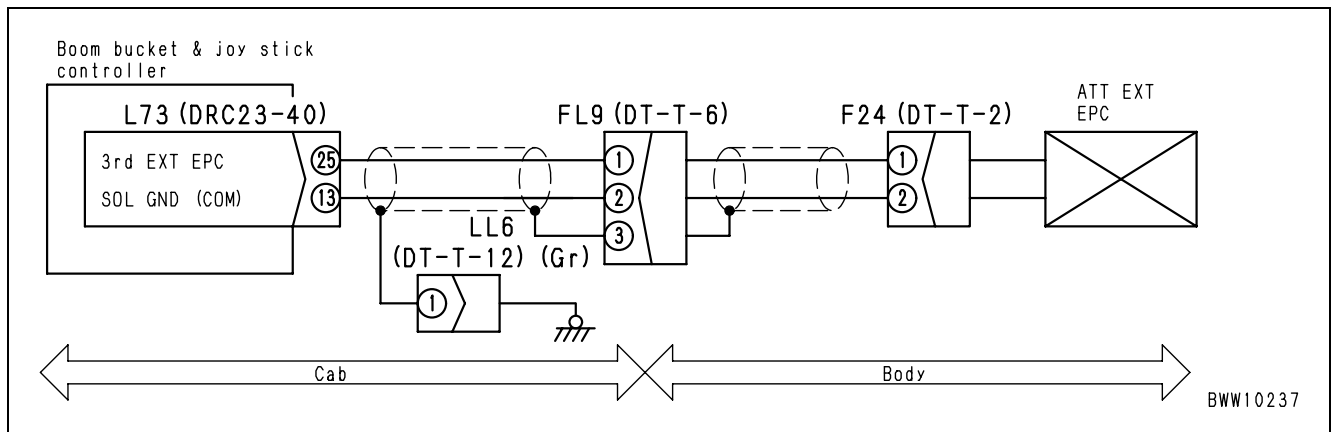 Boom bucket & joy stick
controller
L73 (DRC23-40)
FL9 (DT-T-6)
F24 (DT-T-2)
ATT EXT
EPC
3rd EXT EPC
25
1
1
SOL GND (COM)
13
2
2
3
LL6
(DT-T-12) (Gr)
1
Cab
Body
BWW10237